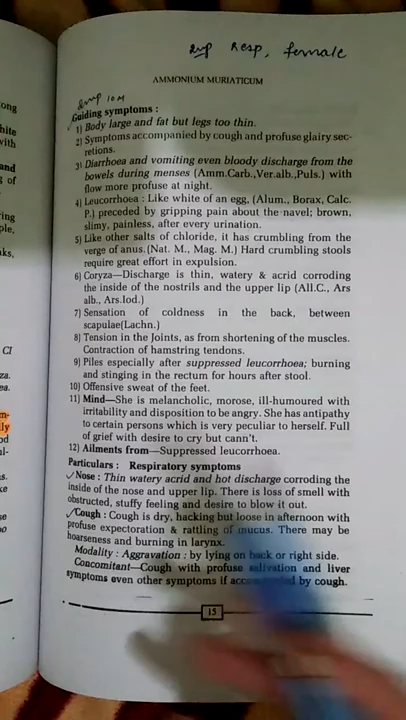 imp Resp, female
AMMONIUM MURIATICUM
imp 10M
Guiding symptoms :
1) Body large and fat but legs too thin.
2) Symptoms accompanied by cough and profuse glairy sec-
retions.
3) Diarrhoea and vomiting even bloody discharge from the
bowels during menses (Amm.Carb.,Ver.alb.,Puls.) with
flow more profuse at night.
4) Leucorrhoea : Like white of an egg, (Alum., Borax, Calc.
P.) preceded by gripping pain about the navel; brown,
slimy, painless, after every urination.
5) Like other salts of chloride, it has crumbling from the
verge of anus.(Nat. M., Mag. M.) Hard crumbling stools
require great effort in expulsion.
6) Coryza—Discharge is thin, watery & acrid corroding
the inside of the nostrils and the upper lip (All.C., Ars
alb., Ars.Iod.)
7) Sensation of coldness in the back, between
scapulae(Lachn.)
8) Tension in the Joints, as from shortening of the muscles.
Contraction of hamstring tendons.
9) Piles especially after suppressed leucorrhoea; burning
and stinging in the rectum for hours after stool.
10) Offensive sweat of the feet.
11) Mind—She is melancholic, morose, ill-humoured with
irritability and disposition to be angry. She has antipathy
to certain persons which is very peculiar to herself. Full
of grief with desire to cry but cann't.
12) Ailments from—Suppressed leucorrhoea.
Particulars : Respiratory symptoms
Nose : Thin watery acrid and hot discharge corroding the
inside of nose and upper lip. There is loss of smell with
obstructed, stuffy feeling and desire to blow it out.
Cough : Cough is dry, hacking but loose in afternoon with
profuse expectoration & rattling of mucus. There may be
hoarseness and burning in larynx.
Modality : Aggravation : by lying on back or right side.
Concomitant—Cough with profuse salivation and liver
symptoms even other symptoms if by cough.
15